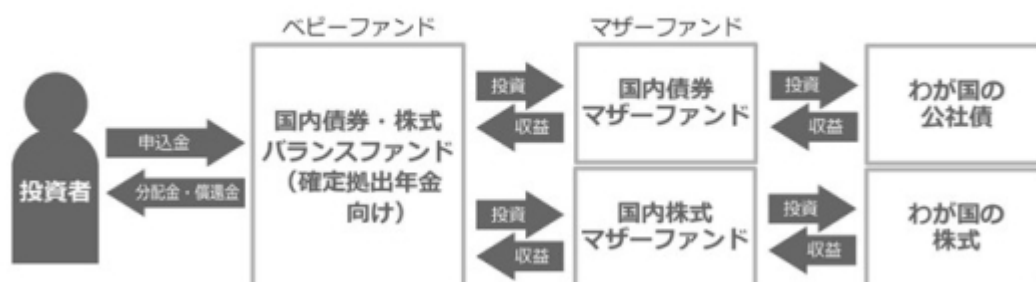 ベビーファンド
マザーファンド
投資者
申込金
分配金・償還金
国内債券・株式
バランスファンド
（確定拠出年金
向け）
投資
収益
国内債券
マザーファンド
投資
収益
わが国の
公社債
投資
収益
国内株式
マザーファンド
投資
収益
わが国の
株式